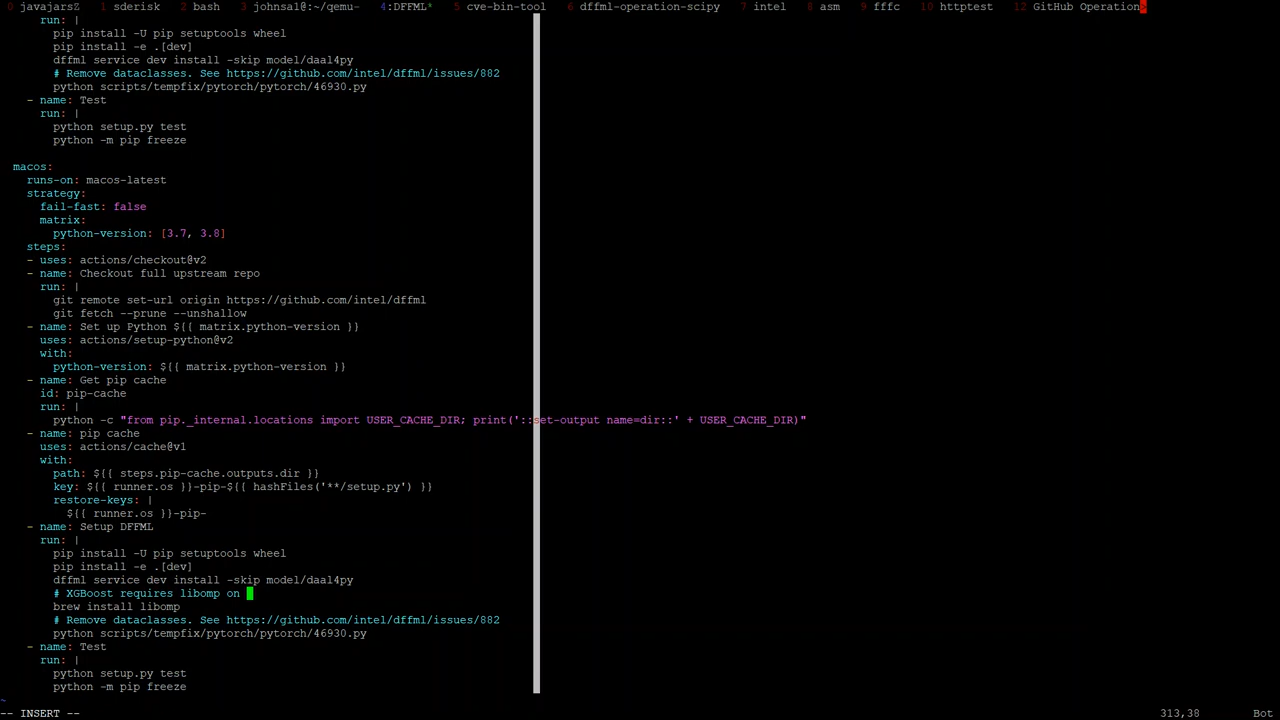 0 javajarsZ 1 sderisk 2 bash 3 johnsal@:~/qemu- 4:DFFML* 5 cve-bin-tool 6 dffml-operation-scipy 7 intel 8 asm 9 fffc 10 httptest 12 GitHub Operation>
run: |
pip install -U pip setuptools wheel
pip install -e .[dev]
dffml service dev install -skip model/daal4py
# Remove dataclasses. See https://github.com/intel/dffml/issues/882
python scripts/tempfix/pytorch/pytorch/46930.py
- name: Test
run: |
python setup.py test
python -m pip freeze
macos:
runs-on: macos-latest
strategy:
fail-fast: false
matrix:
python-version: [3.7, 3.8]
steps:
- uses: actions/checkout@v2
- name: Checkout full upstream repo
run: |
git remote set-url origin https://github.com/intel/dffml
git fetch --prune --unshallow
- name: Set up Python ${{ matrix.python-version }}
uses: actions/setup-python@v2
with:
python-version: ${{ matrix.python-version }}
- name: Get pip cache
id: pip-cache
run: |
python -c "from pip._internal.locations import USER_CACHE_DIR; print('::set-output name=dir::' + USER_CACHE_DIR)"
- name: pip cache
uses: actions/cache@v1
with:
path: ${{ steps.pip-cache.outputs.dir }}
key: ${{ runner.os }}-pip-${{ hashFiles('**/setup.py') }}
restore-keys: |
${{ runner.os }}-pip-
- name: Setup DFFML
run: |
pip install -U pip setuptools wheel
pip install -e .[dev]
dffml service dev install -skip model/daal4py
# XGBoost requires libomp on
brew install libomp
# Remove dataclasses. See https://github.com/intel/dffml/issues/882
python scripts/tempfix/pytorch/pytorch/46930.py
- name: Test
run: |
python setup.py test
python -m pip freeze
~
-- INSERT -- 313,38 Bot